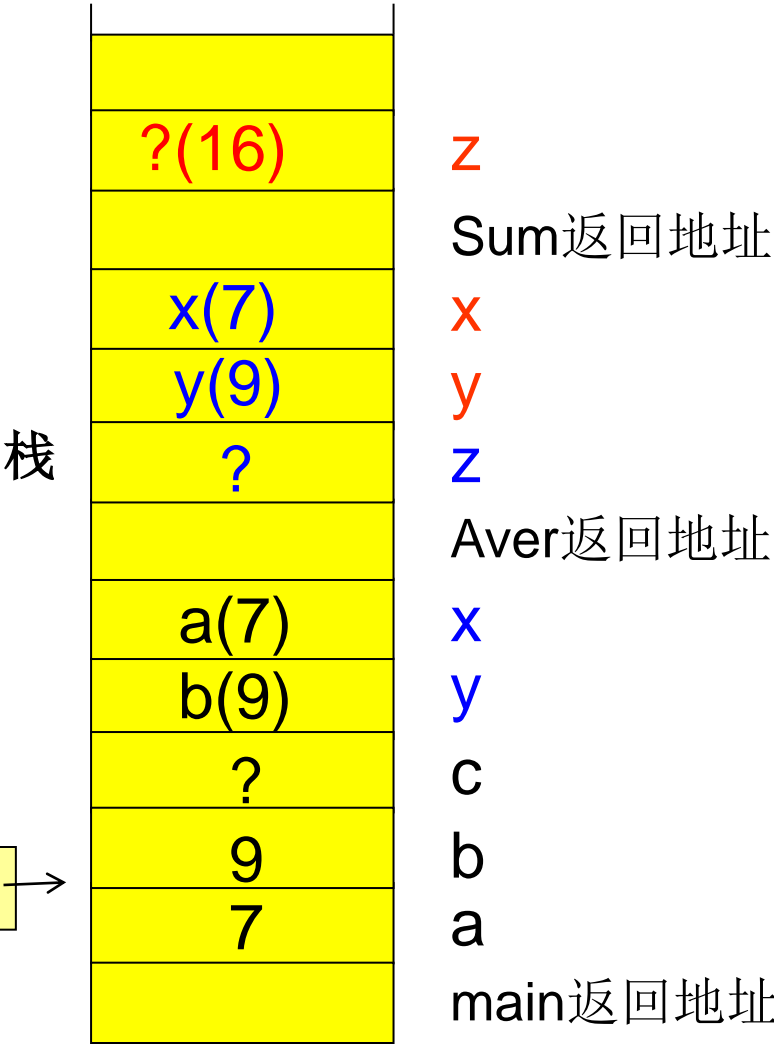 ?(16) z
Sum返回地址
x(7) x
y(9) y
栈 ? z
Aver返回地址
a(7) x
b(9) y
? c
9 b
7 a
main返回地址